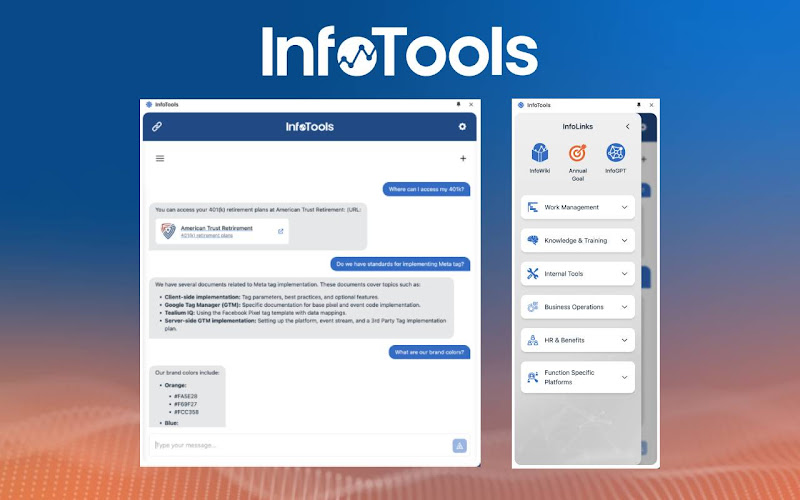 InfoTools
InfoTools
InfoTools
Where can I access my 401k?
You can access your 401(k) retirement plans at American Trust Retirement: (URL:
American Trust Retrirement
401(k) retirement plans
Do we have standards for implementing Meta tag?
We have several documents related to Meta tag implementation. These documents cover topics such as:
• Client-side implementation: Tag parameters, best practices, and optional features.
• Google Tag Manager (GTM): Specific documentation for base pixel and event code implementation.
• Tealium iQ: Using the Facebook Pixel tag template with data mappings.
• Server-side GTM implementation: Setting up the platform, event stream, and a 3rd Party Tag Implementation
plan.
What are our brand colors?
Our brand colors include:
• Orange:
• #FA5E28
• #F69F27
• #FCC358
• Blue:
Type your message...
InfoTools
InfoLinks
InfoWiki
Annual
Goal
InfoGPT
Work Management
Knowledge & Training
Internal Tools
Business Operations
HR & Benefits
Function Specific
Platforms